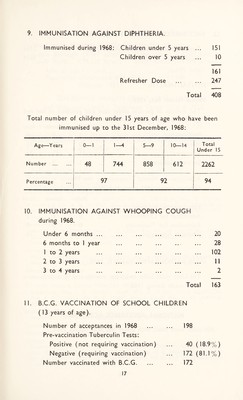 9. IMMUNISATION AGAINST DIPHTHERIA.
Immunised during 1968: Children under 5 years ... 151
Children over 5 years ... 10
161
Refresher Dose ... ... 247
Total 408
Total number of children under 15 years of age who have been
immunised up to the 31st December, 1968:
Age—Years 0—1 1—4 5—9 10—14 Total
Under 15
Number ... ... 48 744 858 612 2262
Percentage ... 97 92 94
10. IMMUNISATION AGAINST WHOOPING COUGH
during 1968.
Under 6 months ... ... ... ... ... ... 20
6 months to 1 year ... ... ... ... ... 28
1 to 2 years ... ... ... ... ... ... 102
2 to 3 years ... ... ... ... ... ... 11
3 to 4 years ... ... ... ... ... ... 2
Total 163
11. B.C.G. VACCINATION OF SCHOOL CHILDREN
(13 years of age).
Number of acceptances in 1968 ... ... 198
Pre-vaccination Tuberculin Tests:
Positive (not requiring vaccination) ... 40 (18.9%)
Negative (requiring vaccination) ... 172 (81.1%)
Number vaccinated with B.C.G. ... ... 172
17